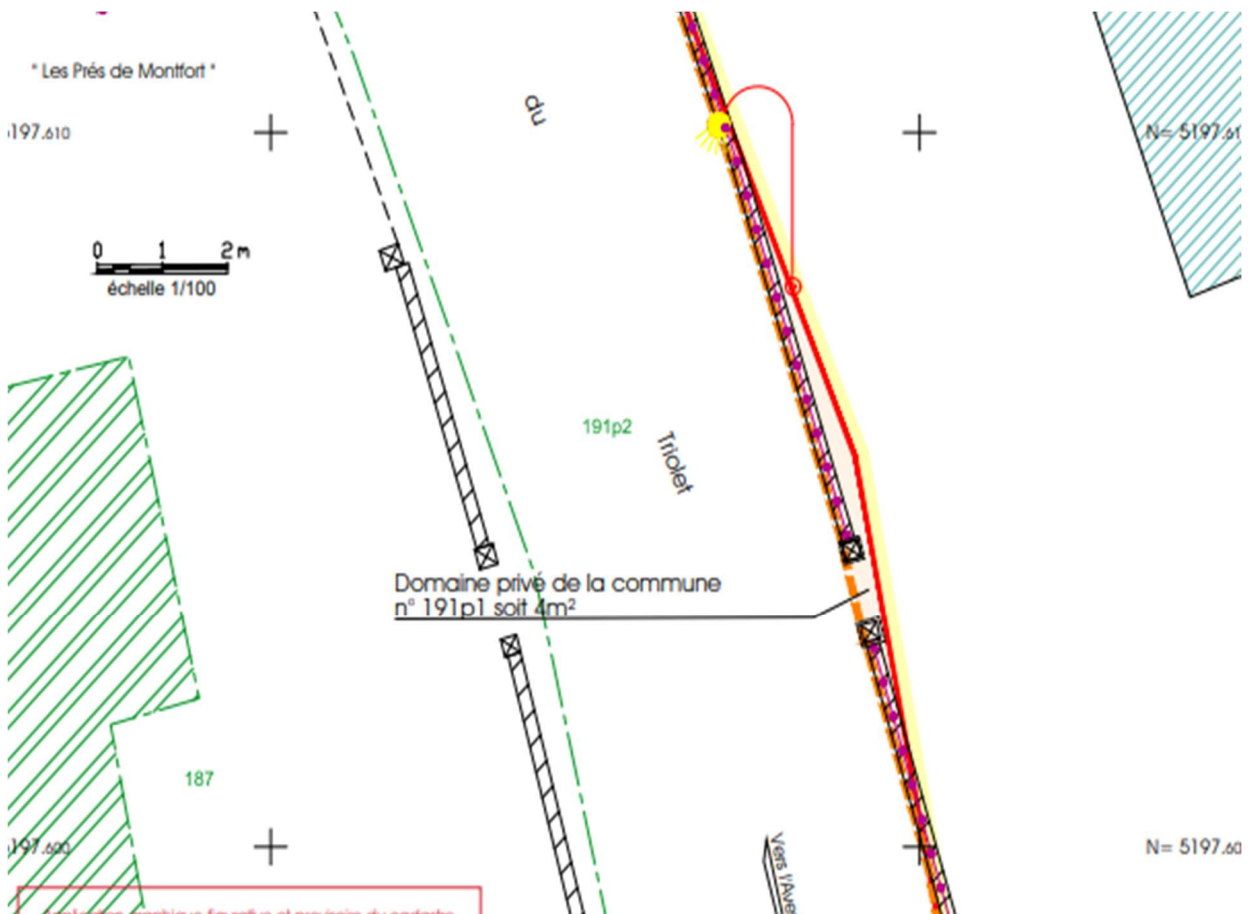 " Les Prés de Montfort "
du
197.610
N= 5197.61
0 1 2 m
échelle 1/100
191p2
Triolet
Domaine privé de la commune
n° 191p1 soit 4m²
187
Vers l'Ave
197.600
N= 5197.60